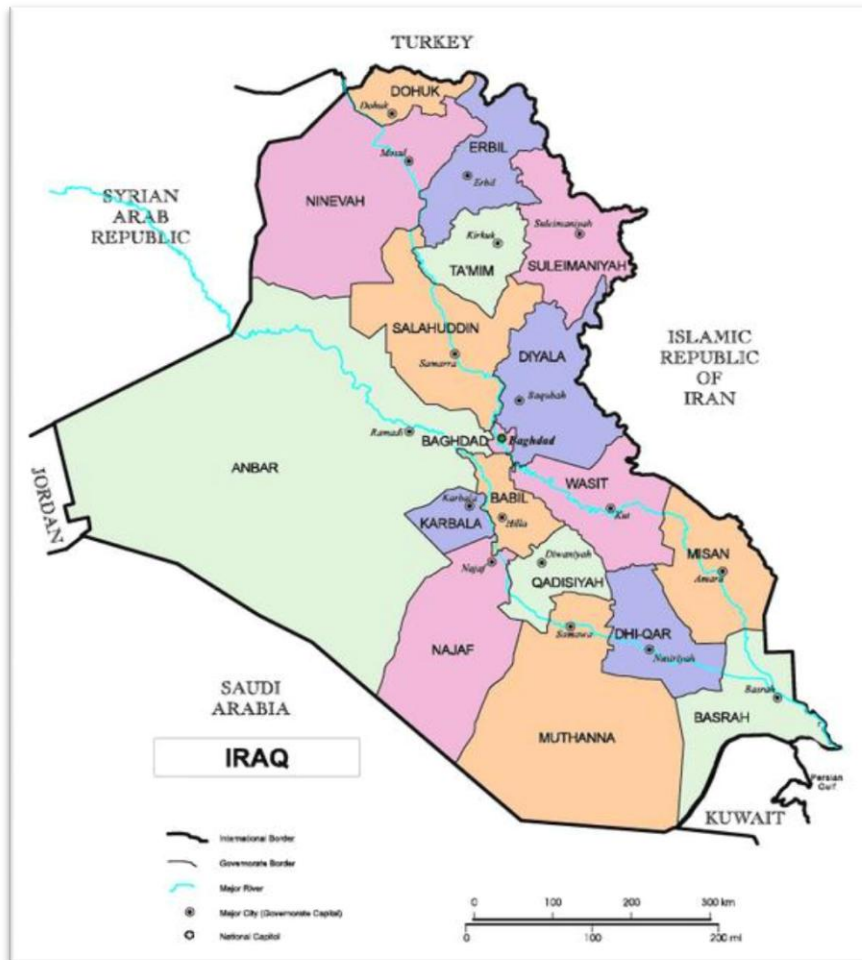 TURKEY
DOHUK
Dohuk
ERBIL
Mosul
Erbil
NINEVAH
SYRIAN
ARAB
REPUBLIC
Suleimaniyah
Kirkuk
TA'MIM
SULEIMANIYAH
SALAHUDDIN
ISLAMIC
REPUBLIC
OF
IRAN
DIYALA
Samarra
Baqubah
Ramadi
BAGHDAD
Baghdad
ANBAR
WASIT
JORDAN
Karbala
BABIL
Kut
KARBALA
Hilla
MISAN
Najaf
Diwaniyah
Amara
QADISIYAH
NAJAF
Samawa
DHI-QAR
Nasiriyah
SAUDI
ARABIA
Basrah
BASRAH
MUTHANNA
IRAQ
Persian
Gulf
KUWAIT
International Border
Governorate Border
Major River
Major City (Governorate Capital)
National Capitol
0 100 200 300 km
0 100 200 mi